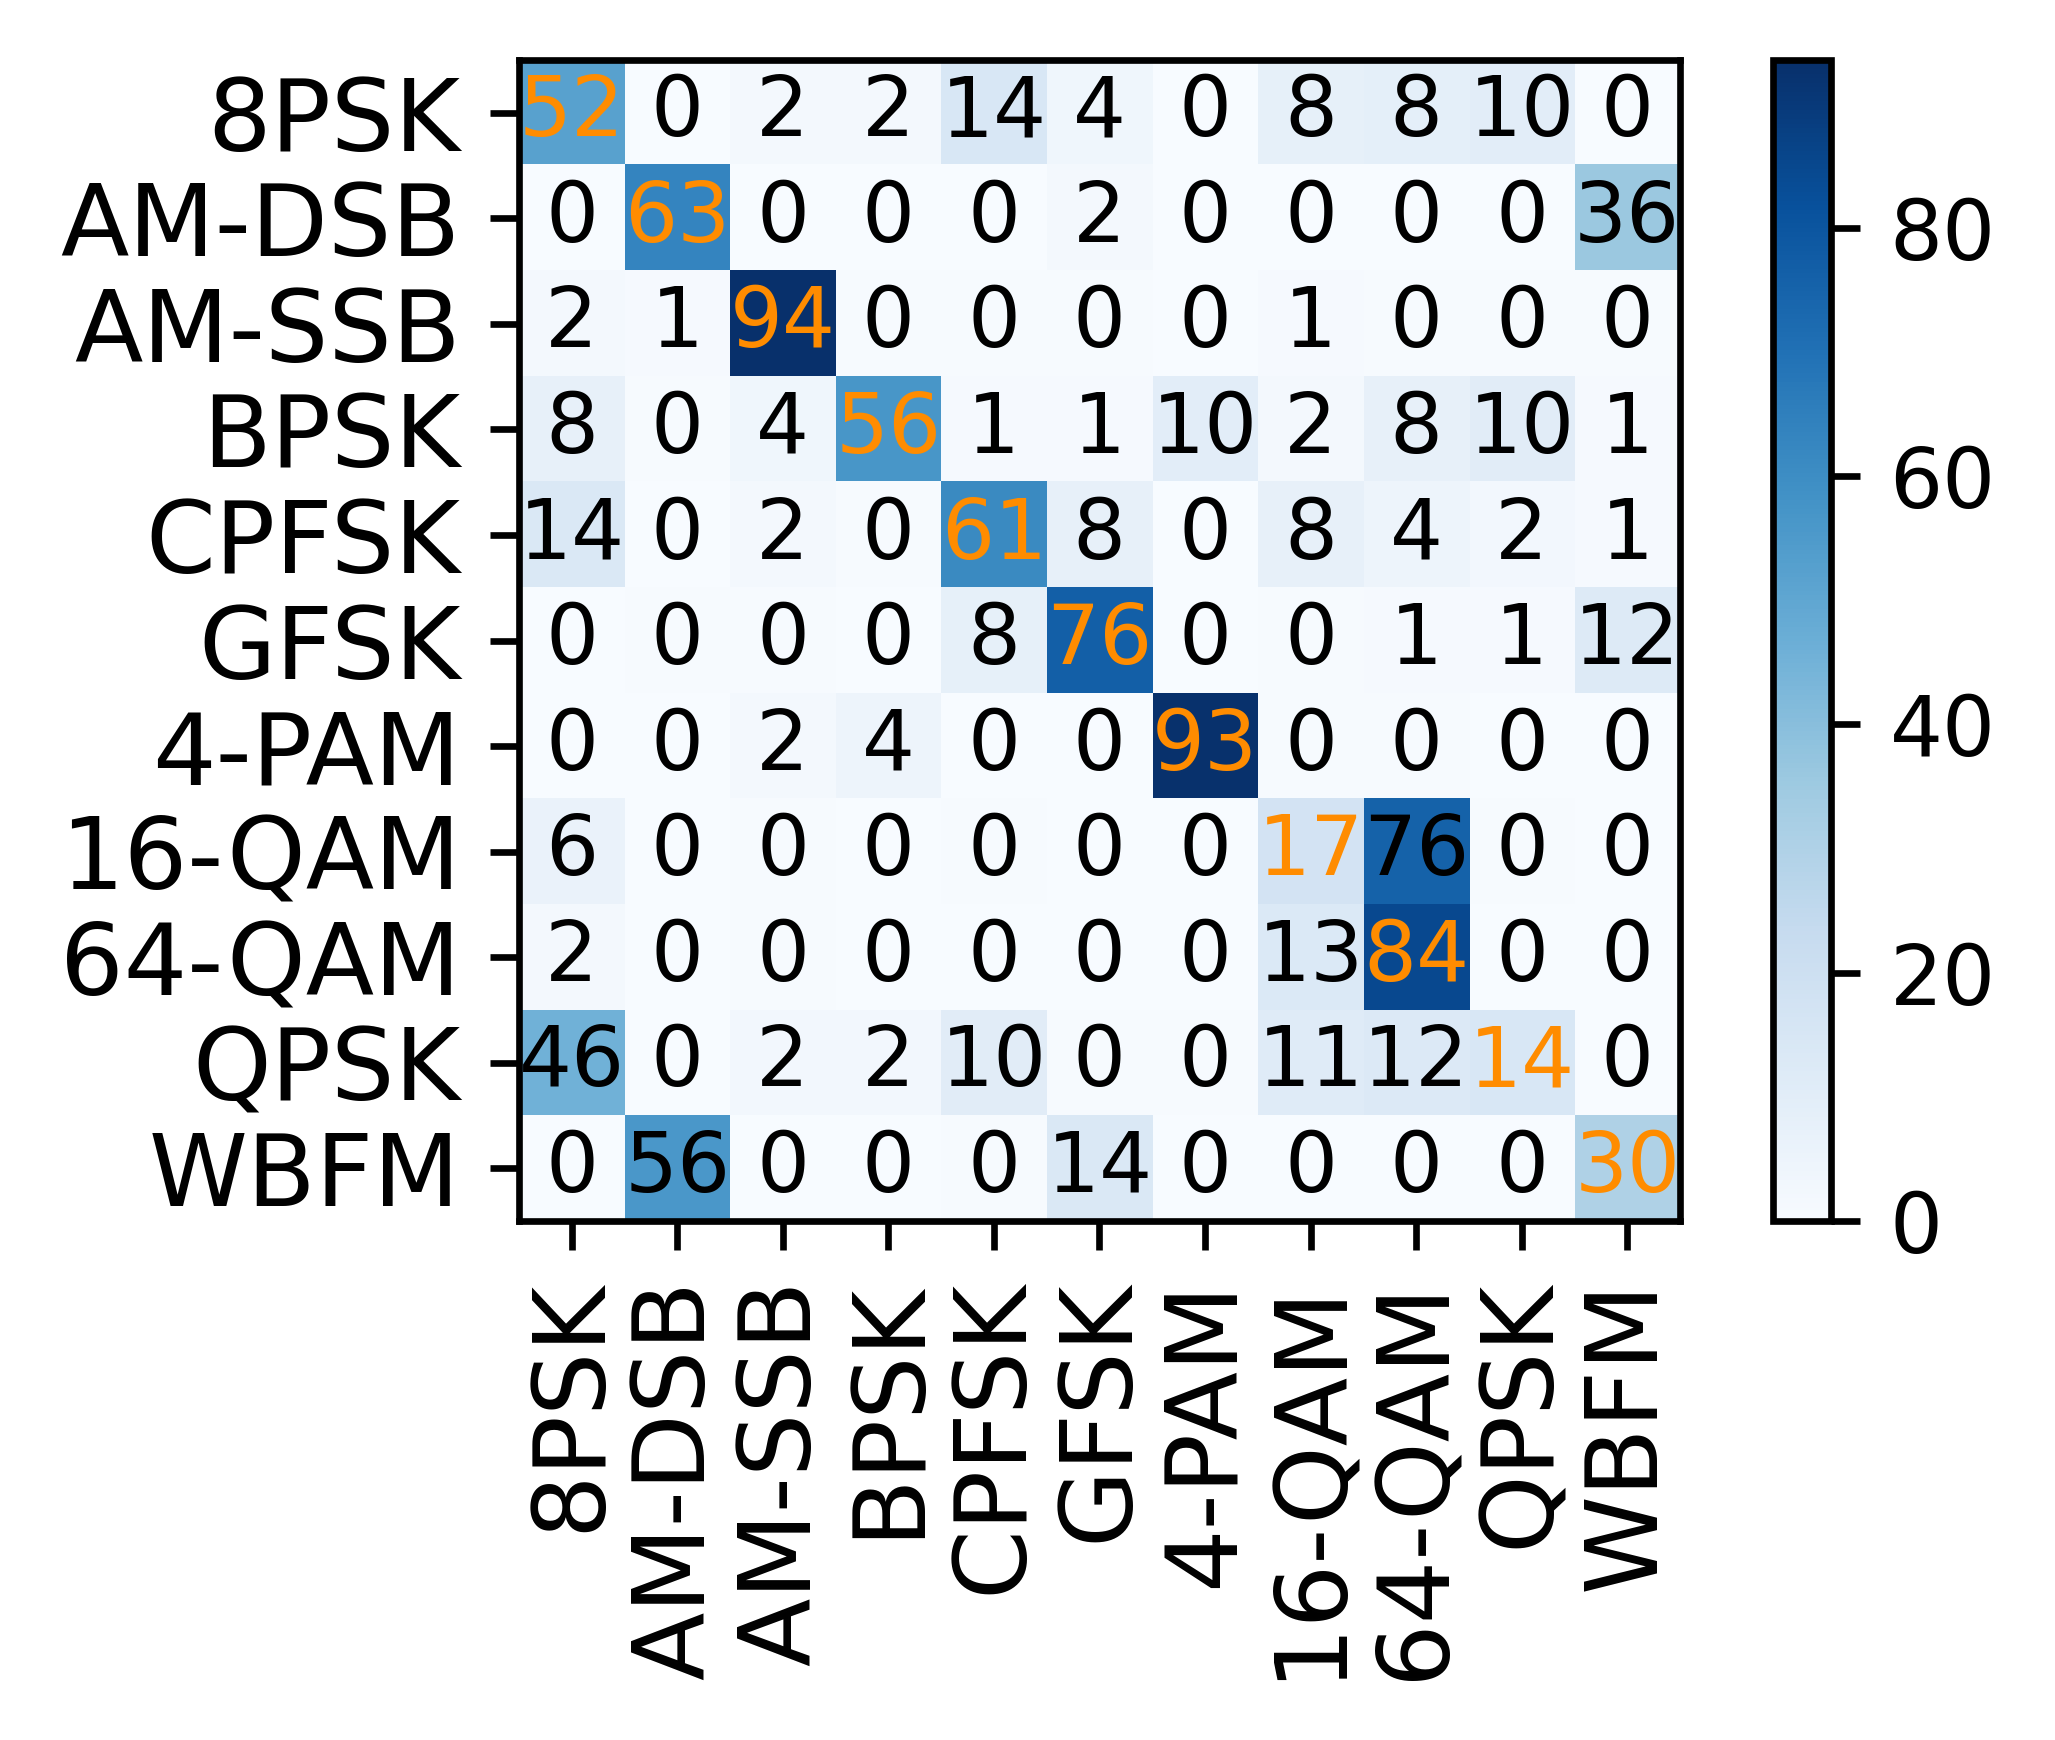 8PSK 52 0 2 2 14 4 0 8 8 10 0
AM-DSB 0 63 0 0 0 2 0 0 0 0 36
AM-SSB 2 1 94 0 0 0 0 1 0 0 0
BPSK 8 0 4 56 1 1 10 2 8 10 1
CPFSK 14 0 2 0 61 8 0 8 4 2 1
GFSK 0 0 0 0 8 76 0 0 1 1 12
4-PAM 0 0 2 4 0 0 93 0 0 0 0
16-QAM 6 0 0 0 0 0 0 17 76 0 0
64-QAM 2 0 0 0 0 0 0 13 84 0 0
QPSK 46 0 2 2 10 0 0 11 12 14 0
WBFM 0 56 0 0 0 14 0 0 0 0 30
8PSK
AM-DSB
AM-SSB
BPSK
CPFSK
GFSK
4-PAM
16-QAM
64-QAM
QPSK
WBFM
80
60
40
20
0